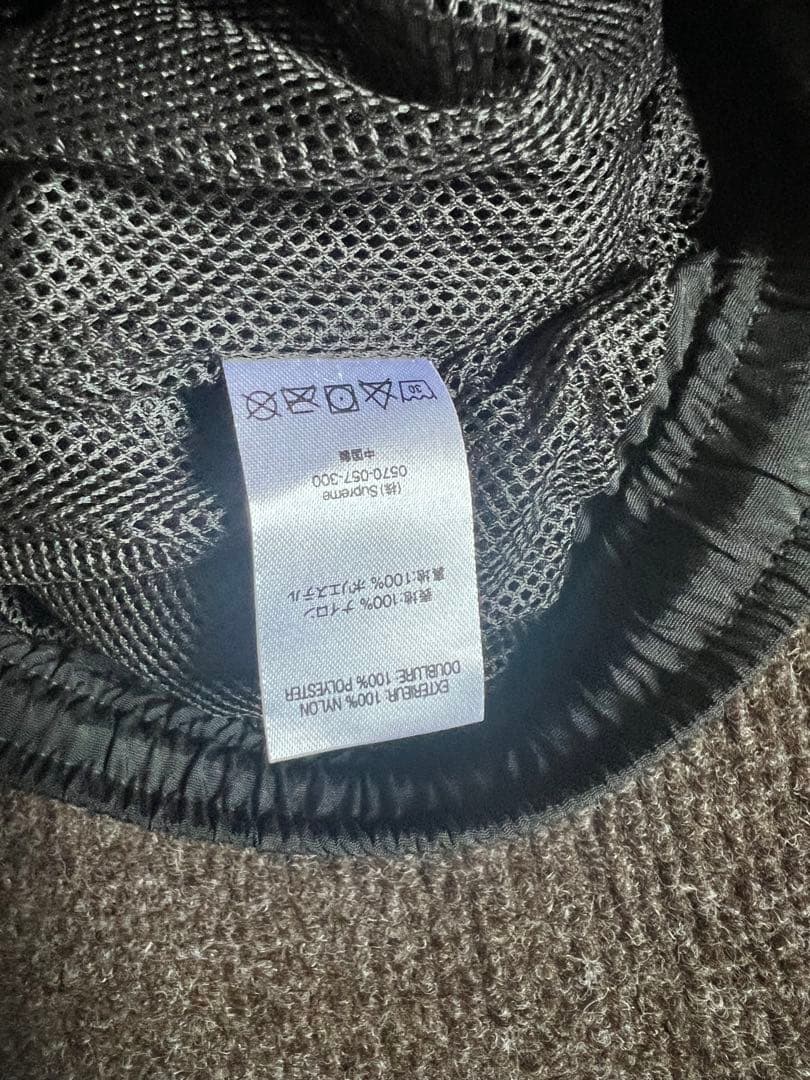 EXTERIEUR: 100% NYLON
DOUBLURE: 100% POLYESTER
表地:100% ナイロン
裏地:100% ポリエステル
(株)Supreme
0570-057-300
中国製
30